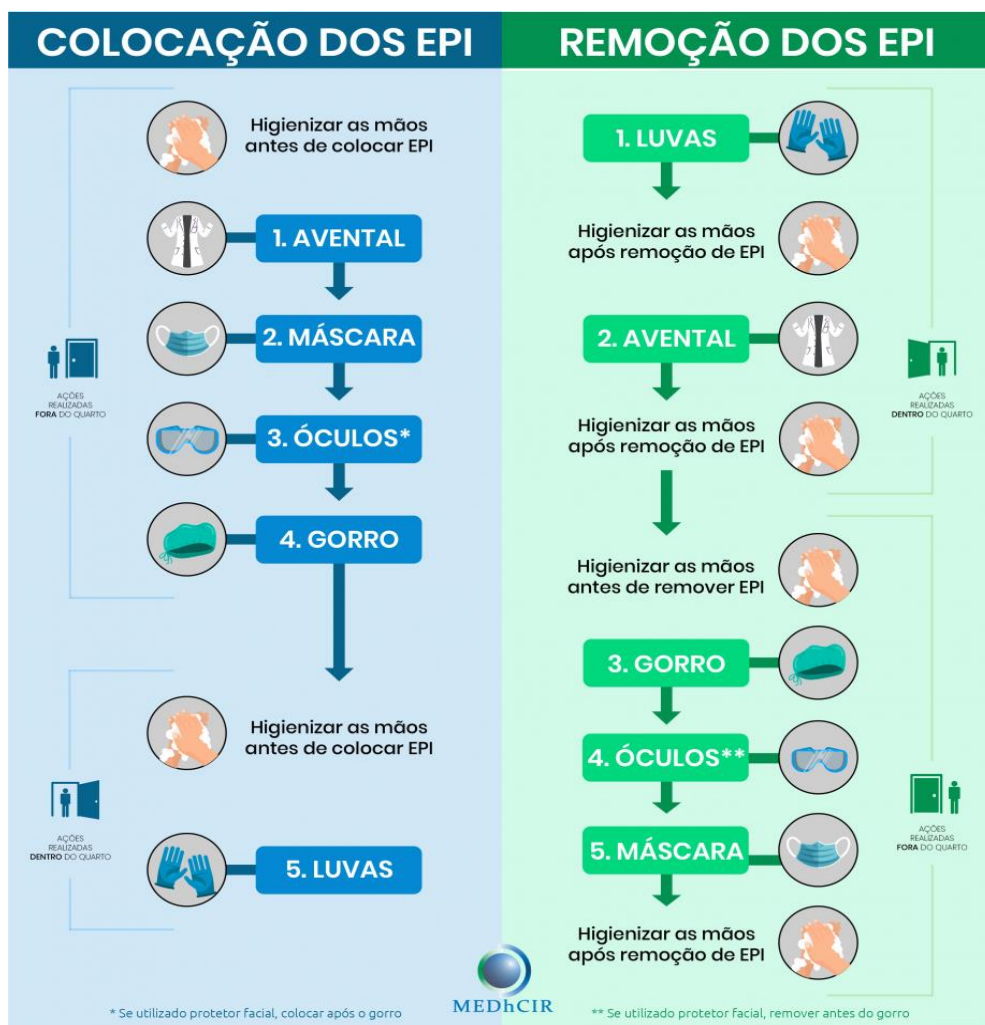 COLOCAÇÃO DOS EPI
Higienizar as mãos
antes de colocar EPI
1. AVENTAL
2. MÁSCARA
AÇÕES
REALIZADAS
FORA DO QUARTO
3. ÓCULOS*
4. GORRO
Higienizar as mãos
antes de colocar EPI
AÇÕES
REALIZADAS
DENTRO DO QUARTO
5. LUVAS
* Se utilizado protetor facial, colocar após o gorro
REMOÇÃO DOS EPI
1. LUVAS
Higienizar as mãos
após remoção de EPI
2. AVENTAL
AÇÕES
REALIZADAS
DENTRO DO QUARTO
Higienizar as mãos
após remoção de EPI
Higienizar as mãos
antes de remover EPI
3. GORRO
4. ÓCULOS**
AÇÕES
REALIZADAS
FORA DO QUARTO
5. MÁSCARA
Higienizar as mãos
após remoção de EPI
MEDhCIR
** Se utilizado protetor facial, remover antes do gorro